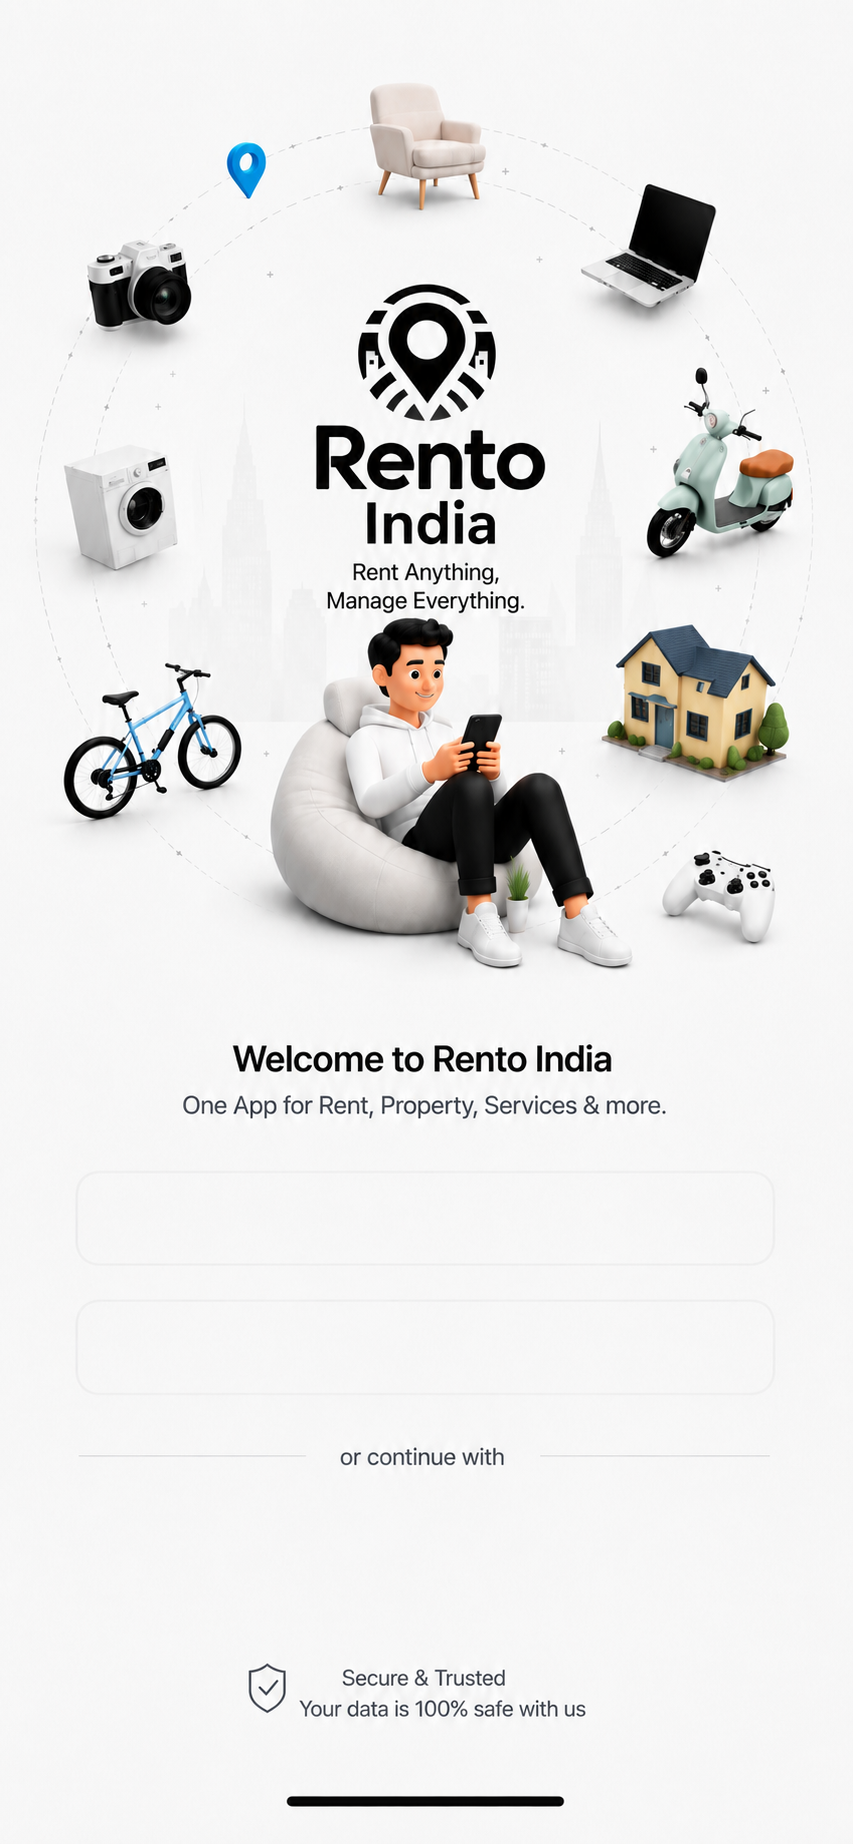 Rento
India
Rent Anything,
Manage Everything.
Welcome to Rento India
One App for Rent, Property, Services & more.
or continue with
Secure & Trusted
Your data is 100% safe with us